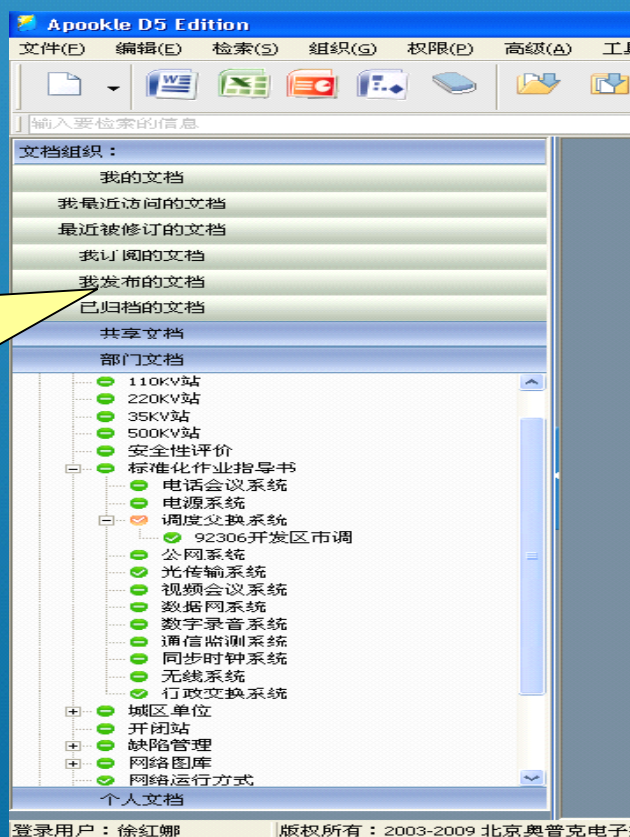 Apookle D5 Edition
文件(F) 编辑(E) 检索(S) 组织(G) 权限(P) 高级(A)
输入要检索的信息
文档组织：
我的文档
我最近访问的文档
最近被修订的文档
我订阅的文档
我发布的文档
已归档的文档
共享文档
部门文档
110KV站
220KV站
35KV站
500KV站
安全性评价
标准化作业指导书
电话会议系统
电源系统
调度交换系统
92306开发区市调
公网系统
光传输系统
视频会议系统
数据网系统
数字录音系统
通信监测系统
同步时钟系统
无线系统
行政交换系统
城区单位
开闭站
缺陷管理
网络图库
网络运行方式
个人文档
登录用户：徐红娜 版权所有：2003-2009 北京奥普克电子